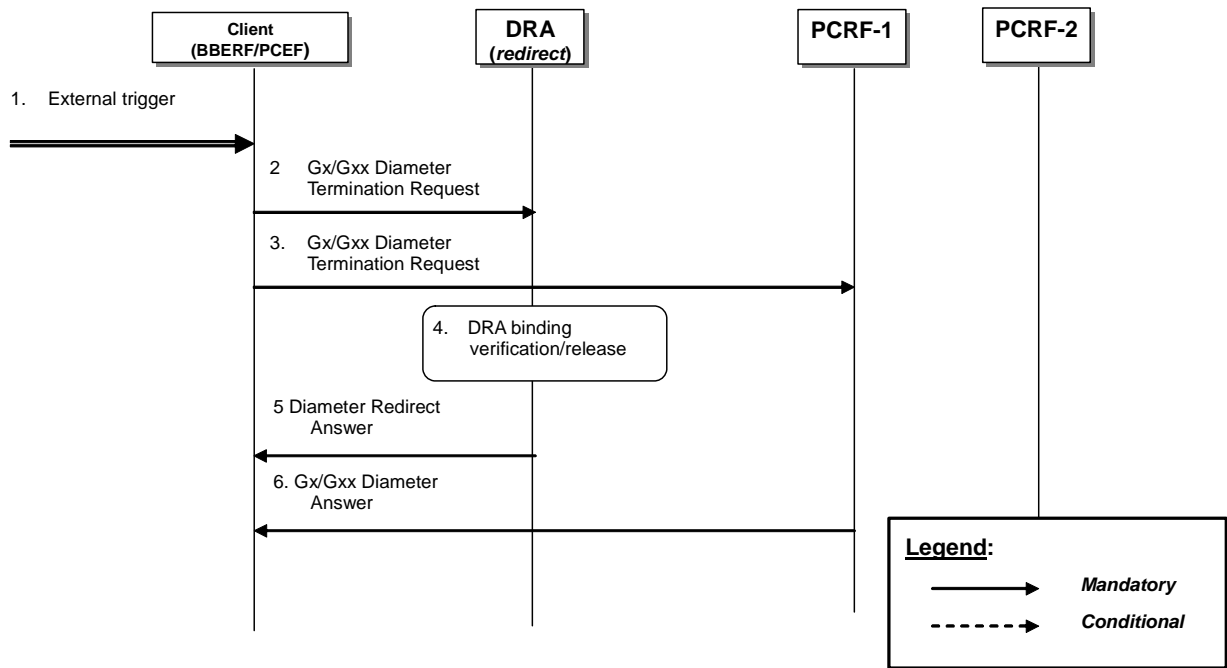 Client
(BBERF/PCEF)
DRA
(redirect)
PCRF-1
PCRF-2
1. External trigger
2 Gx/Gxx Diameter
Termination Request
3. Gx/Gxx Diameter
Termination Request
4. DRA binding
verification/release
5 Diameter Redirect
Answer
6. Gx/Gxx Diameter
Answer
Legend:
Mandatory
Conditional